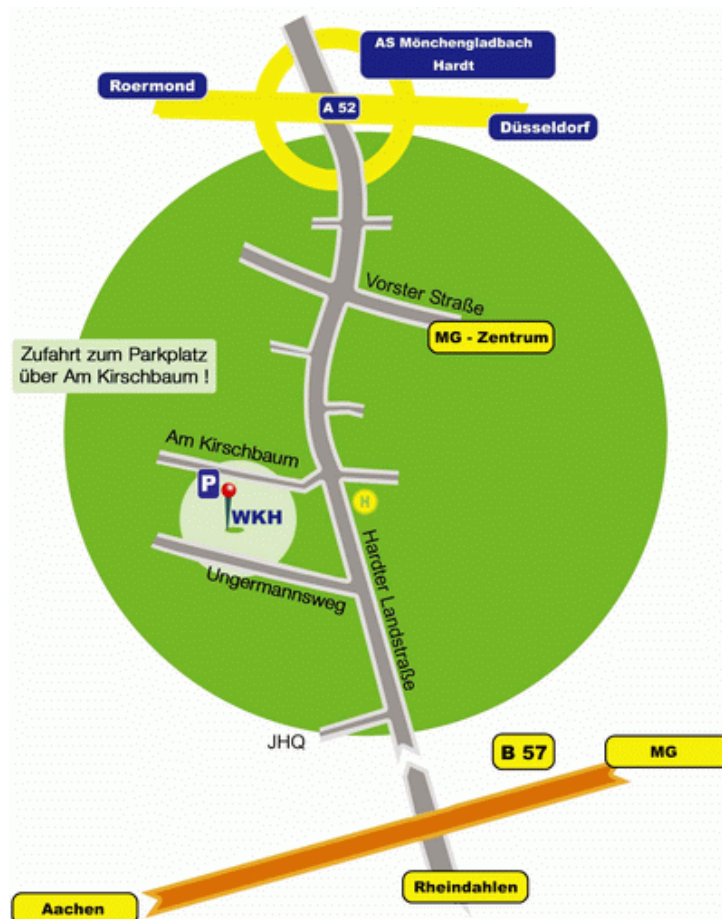 AS Mönchengladbach
Hardt
Roermond
A 52
Düsseldorf
Vorster Straße
MG - Zentrum
Zufahrt zum Parkplatz
über Am Kirschbaum !
Am Kirschbaum
P
WKH
H
Hardter Landstraße
Ungermannsweg
JHQ
B 57
MG
Rheindahlen
Aachen